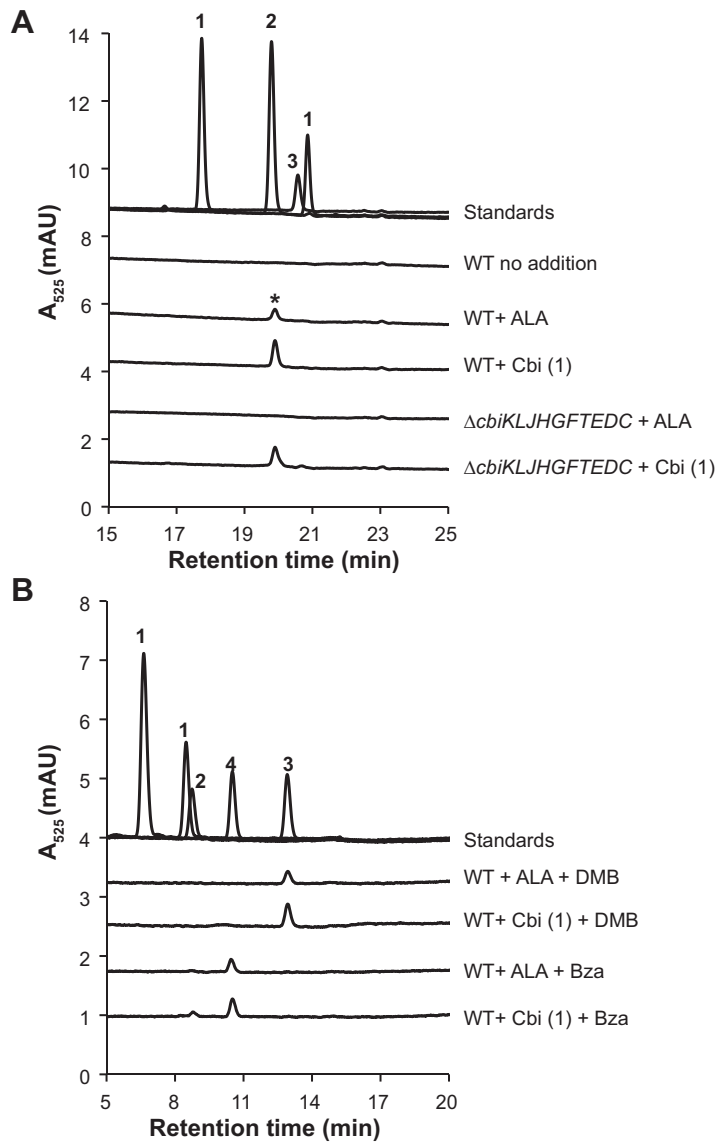 A
14
12
10
8
6
4
2
0
A525 (mAU)
1
2
3
1
*
Standards
WT no addition
WT+ ALA
WT+ Cbi (1)
ΔcbiKLJHGFTEDC + ALA
ΔcbiKLJHGFTEDC + Cbi (1)
15 17 19 21 23 25
Retention time (min)
B
8
7
6
5
4
3
2
1
0
A525 (mAU)
1
1
2
4
3
Standards
WT + ALA + DMB
WT+ Cbi (1) + DMB
WT+ ALA + Bza
WT+ Cbi (1) + Bza
5 8 11 14 17 20
Retention time (min)